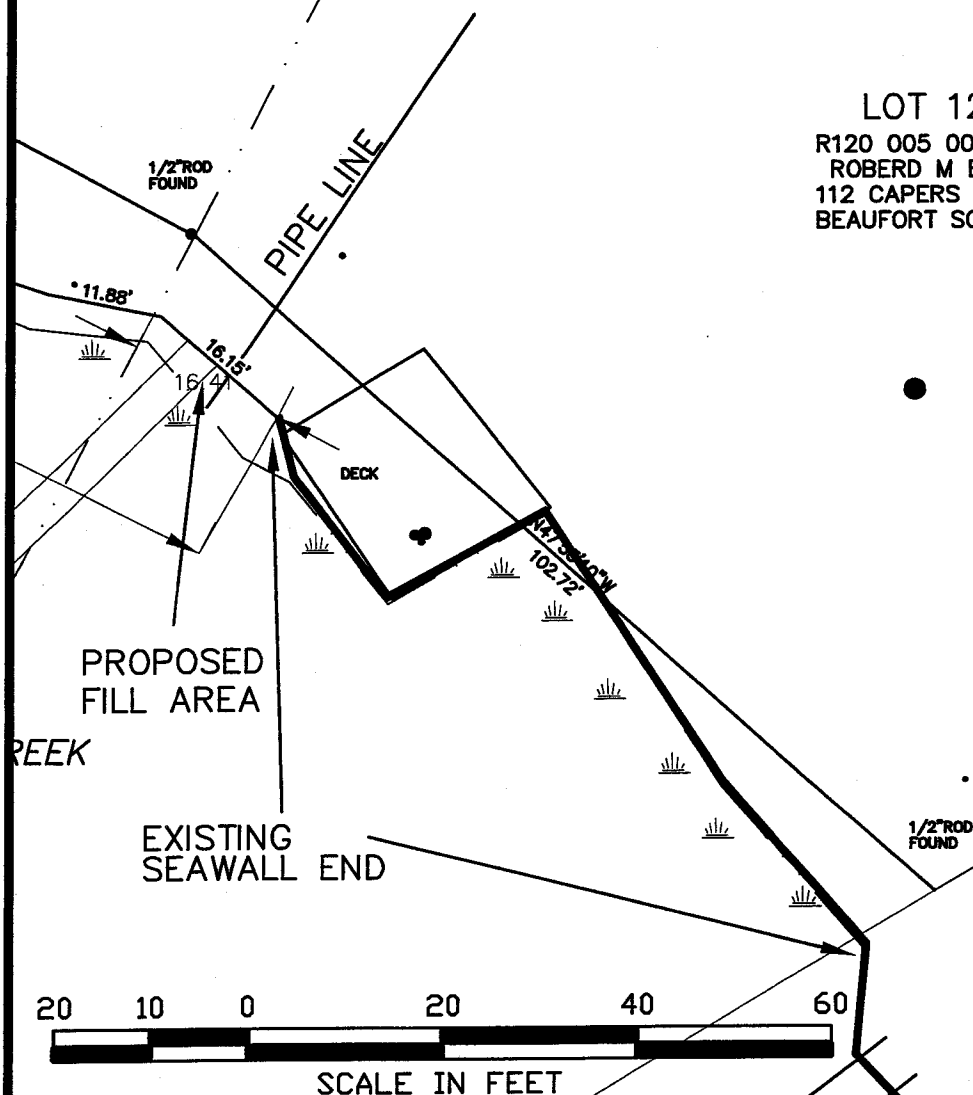 LOT 12
R120 005 00
ROBERD M
112 CAPERS
BEAUFORT SC
1/2"ROD
FOUND
PIPE LINE
11.88'
16.15'
16.41
DECK
102.72'
PROPOSED
FILL AREA
REEK
EXISTING
SEAWALL END
1/2"ROD
FOUND
20 10 0 20 40 60
SCALE IN FEET